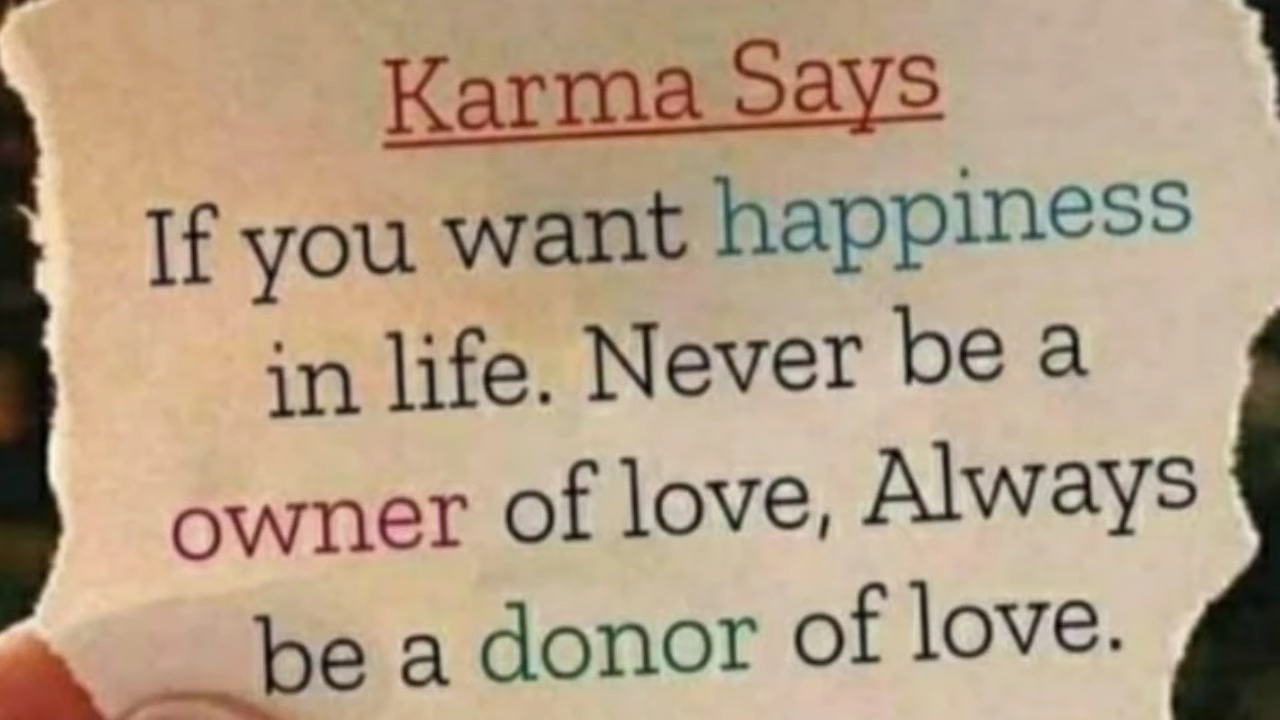 Karma Says
If you want happiness
in life. Never be a
owner of love, Always
be a donor of love.